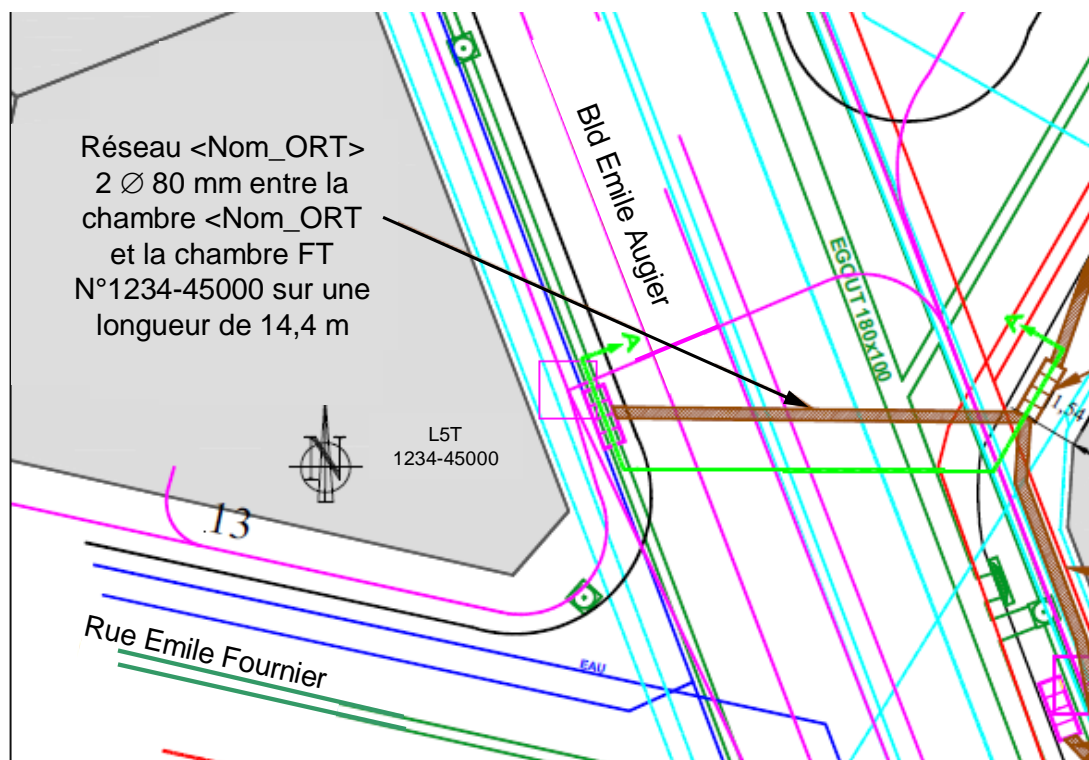 Réseau <Nom_ORT>
2 ∅ 80 mm entre la
chambre <Nom_ORT
et la chambre FT
N°1234-45000 sur une
longueur de 14,4 m
Bld Emile Augier
EGOUT 180x100
A
A
1,54
L5T
1234-45000
N
13
Rue Emile Fournier
EAU